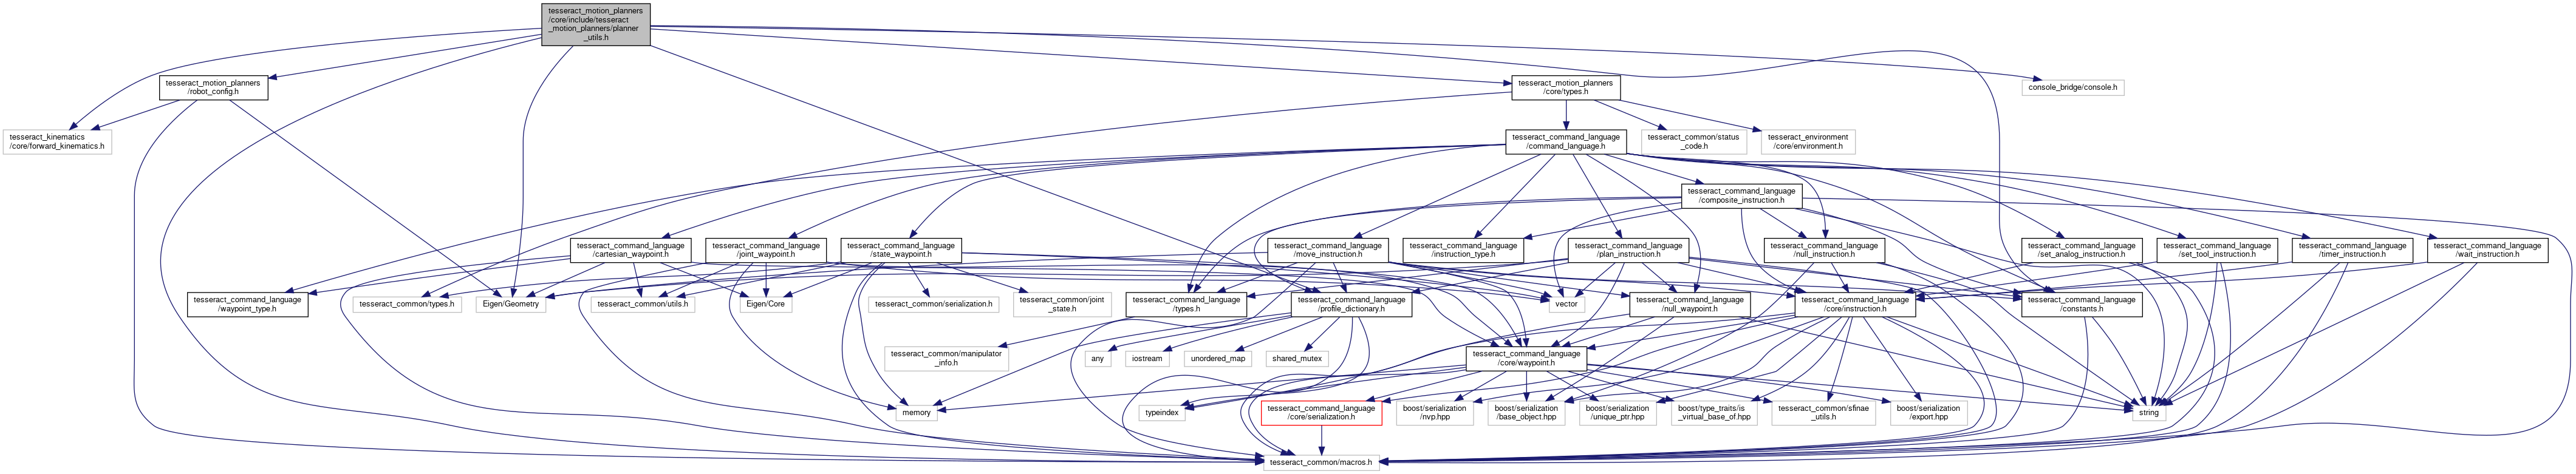 tesseract_motion_planners
/core/include/tesseract
_motion_planners/planner
_utils.h
tesseract_motion_planners
/robot_config.h
tesseract_motion_planners
/core/types.h
console_bridge/console.h
tesseract_kinematics
/core/forward_kinematics.h
tesseract_command_language
/command_language.h
tesseract_common/status
_code.h
tesseract_environment
/core/environment.h
tesseract_command_language
/composite_instruction.h
tesseract_command_language
/cartesian_waypoint.h
tesseract_command_language
/joint_waypoint.h
tesseract_command_language
/state_waypoint.h
tesseract_command_language
/move_instruction.h
tesseract_command_language
/instruction_type.h
tesseract_command_language
/plan_instruction.h
tesseract_command_language
/null_instruction.h
tesseract_command_language
/set_analog_instruction.h
tesseract_command_language
/set_tool_instruction.h
tesseract_command_language
/timer_instruction.h
tesseract_command_language
/wait_instruction.h
tesseract_command_language
/waypoint_type.h
tesseract_common/types.h
Eigen/Geometry
tesseract_common/utils.h
Eigen/Core
tesseract_common/serialization.h
tesseract_common/joint
_state.h
tesseract_command_language
/types.h
tesseract_command_language
/profile_dictionary.h
vector
tesseract_command_language
/null_waypoint.h
tesseract_command_language
/core/instruction.h
tesseract_command_language
/constants.h
tesseract_common/manipulator
_info.h
any
iostream
unordered_map
shared_mutex
tesseract_command_language
/core/waypoint.h
memory
typeindex
tesseract_command_language
/core/serialization.h
boost/serialization
/nvp.hpp
boost/serialization
/base_object.hpp
boost/serialization
/unique_ptr.hpp
boost/type_traits/is
_virtual_base_of.hpp
tesseract_common/sfinae
_utils.h
boost/serialization
/export.hpp
string
tesseract_common/macros.h